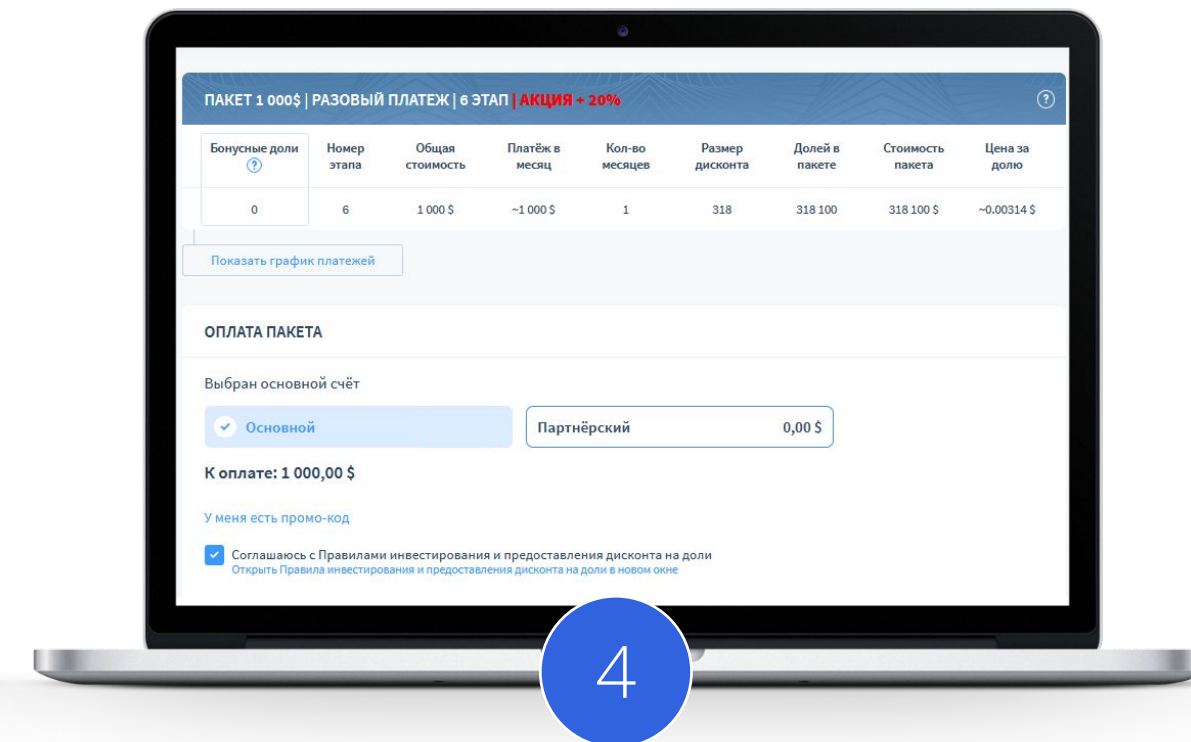 ПАКЕТ 1 000$ | РАЗОВЫЙ ПЛАТЕЖ | 6 ЭТАП | АКЦИЯ + 20%
Бонусные доли Номер этапа Общая стоимость Платёж в месяц Кол-во месяцев Размер дисконта Долей в пакете Стоимость пакета Цена за долю
0 6 1 000 $ ~1 000 $ 1 318 318 100 318 100 $ ~0.00314 $
Показать график платежей
ОПЛАТА ПАКЕТА
Выбран основной счёт
Основной Партнёрский 0,00 $
К оплате: 1 000,00 $
У меня есть промо-код
Соглашаюсь с Правилами инвестирования и предоставления дисконта на доли
Открыть Правила инвестирования и предоставления дисконта на доли в новом окне
4